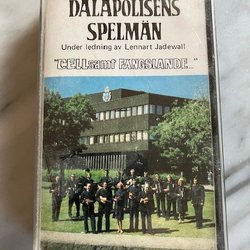 DALAPOLISENS
SPELMÄN
Under ledning av Lennart Jadewall
"CELLsamt FÄNGSLANDE..."